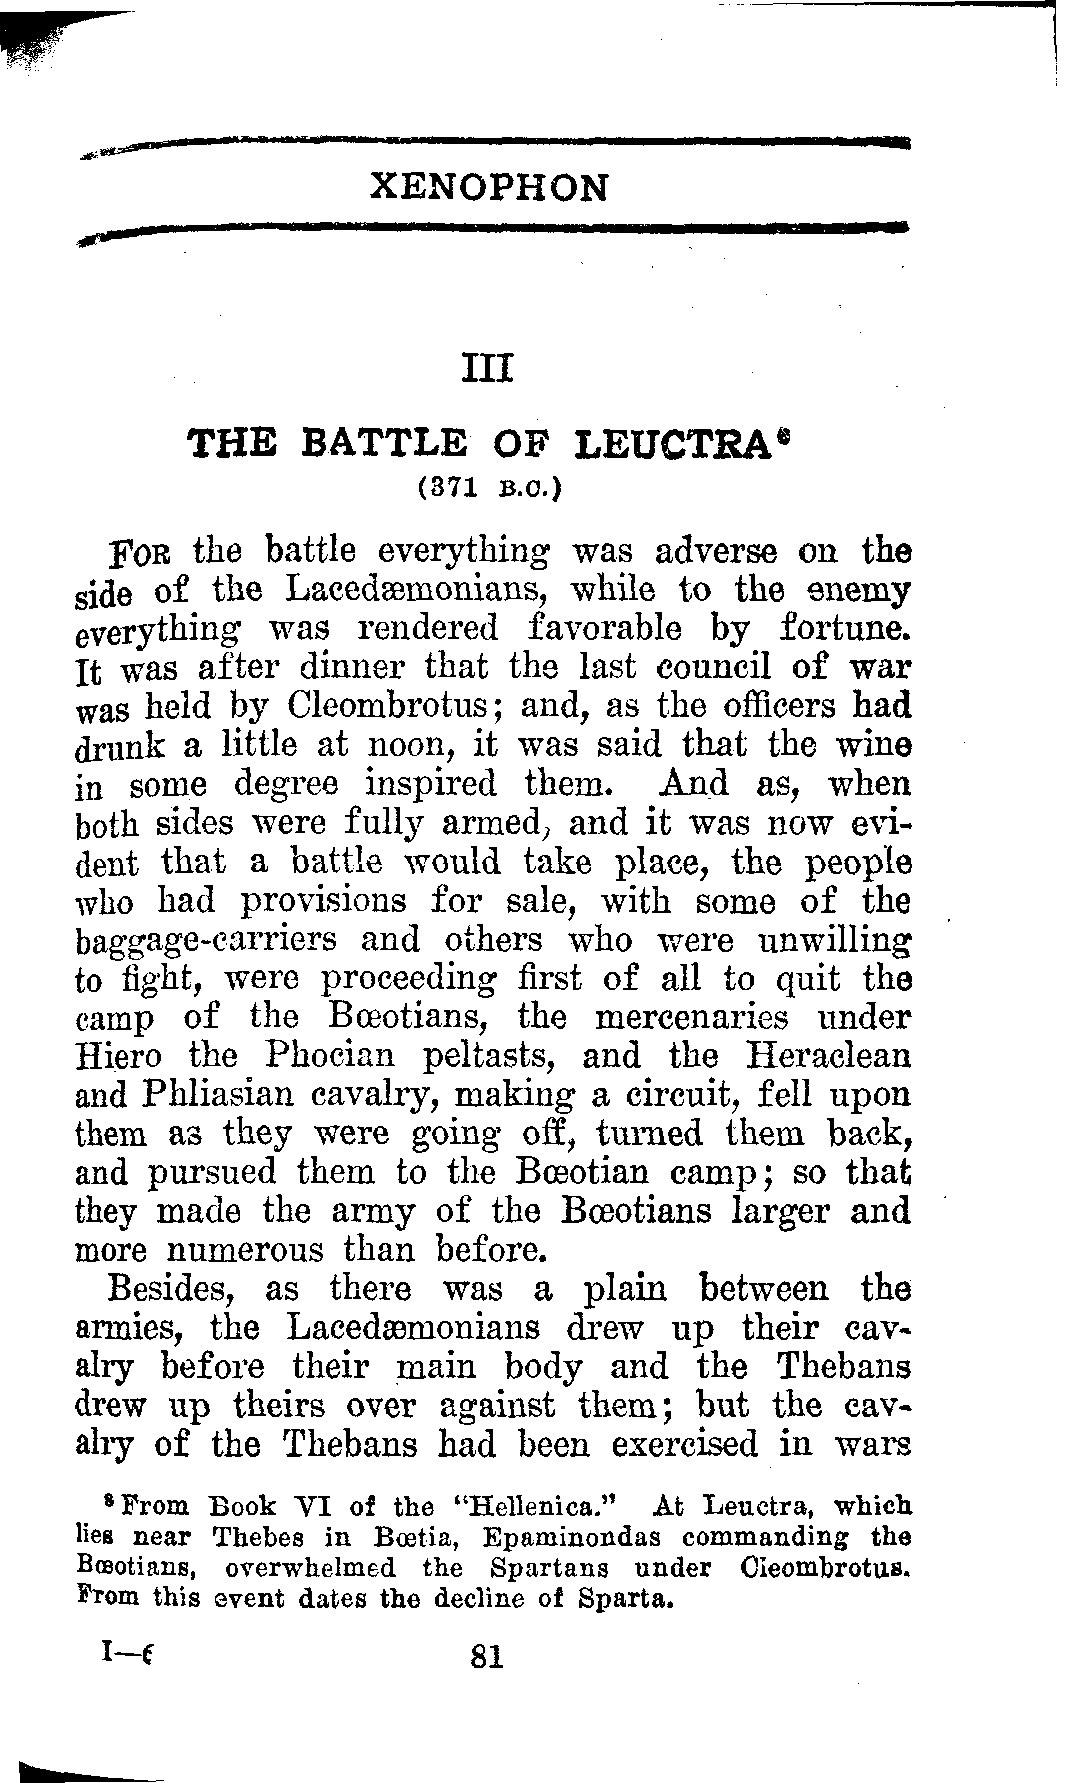 XENOPHON
III
THE BATTLE OF LEUCTRA⁸
(371 B.C.)
FOR the battle everything was adverse on the
side of the Lacedæmonians, while to the enemy
everything was rendered favorable by fortune.
It was after dinner that the last council of war
was held by Cleombrotus; and, as the officers had
drunk a little at noon, it was said that the wine
in some degree inspired them. And as, when
both sides were fully armed, and it was now evi-
dent that a battle would take place, the people
who had provisions for sale, with some of the
baggage-carriers and others who were unwilling
to fight, were proceeding first of all to quit the
camp of the Bœotians, the mercenaries under
Hiero the Phocian peltasts, and the Heraclean
and Phliasian cavalry, making a circuit, fell upon
them as they were going off, turned them back,
and pursued them to the Bœotian camp; so that
they made the army of the Bœotians larger and
more numerous than before.
Besides, as there was a plain between the
armies, the Lacedæmonians drew up their cav-
alry before their main body and the Thebans
drew up theirs over against them; but the cav-
alry of the Thebans had been exercised in wars
⁸ From Book VI of the "Hellenica." At Leuctra, which
lies near Thebes in Bœtia, Epaminondas commanding the
Bœotians, overwhelmed the Spartans under Cleombrotus.
From this event dates the decline of Sparta.
I—6 81